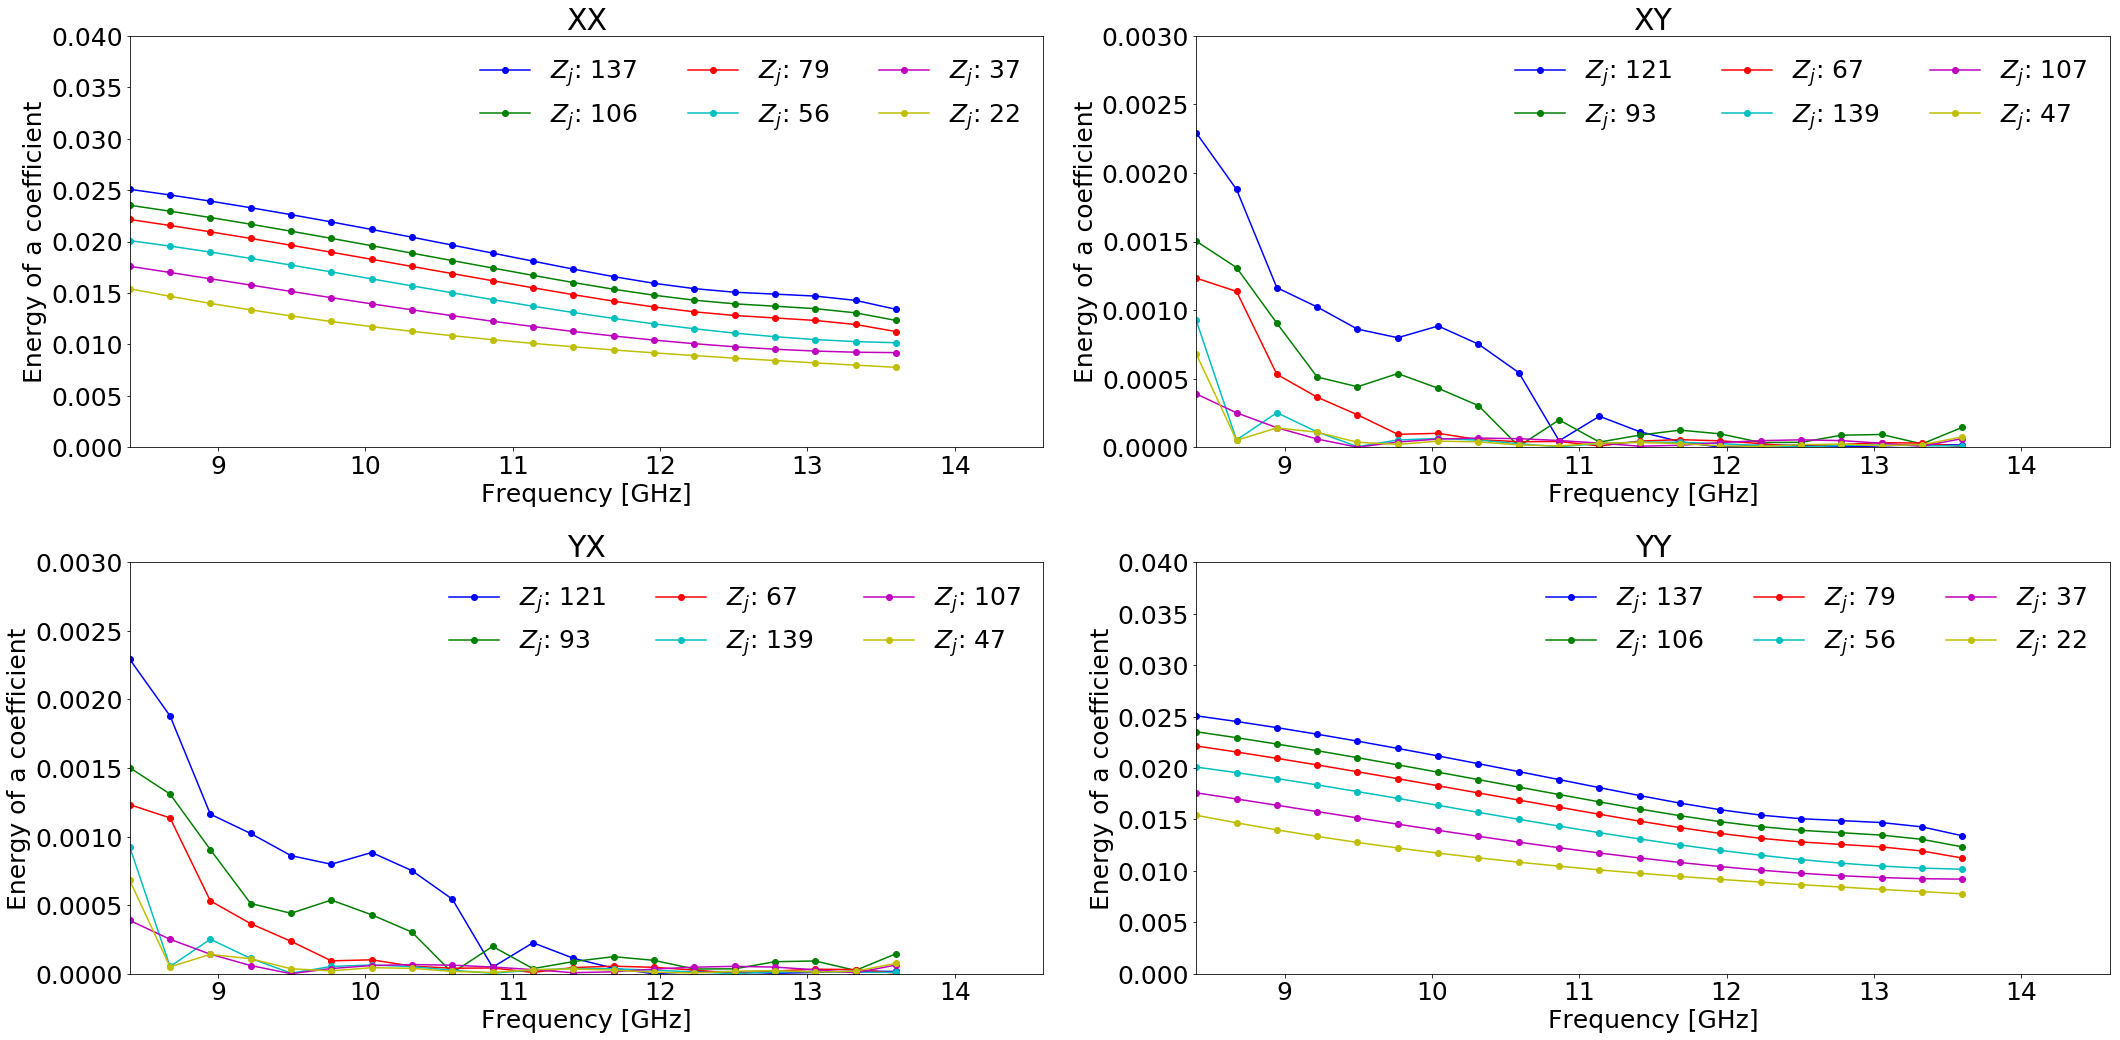 XX
XY
0.040
0.035
0.030
0.025
0.020
0.015
0.010
0.005
0.000
Energy of a coefficient
Zj: 137 Zj: 79 Zj: 37
Zj: 106 Zj: 56 Zj: 22
9 10 11 12 13 14
Frequency [GHz]
0.0030
0.0025
0.0020
0.0015
0.0010
0.0005
0.0000
Energy of a coefficient
Zj: 121 Zj: 67 Zj: 107
Zj: 93 Zj: 139 Zj: 47
9 10 11 12 13 14
Frequency [GHz]
YX
YY
0.0030
0.0025
0.0020
0.0015
0.0010
0.0005
0.0000
Energy of a coefficient
Zj: 121 Zj: 67 Zj: 107
Zj: 93 Zj: 139 Zj: 47
9 10 11 12 13 14
Frequency [GHz]
0.040
0.035
0.030
0.025
0.020
0.015
0.010
0.005
0.000
Energy of a coefficient
Zj: 137 Zj: 79 Zj: 37
Zj: 106 Zj: 56 Zj: 22
9 10 11 12 13 14
Frequency [GHz]